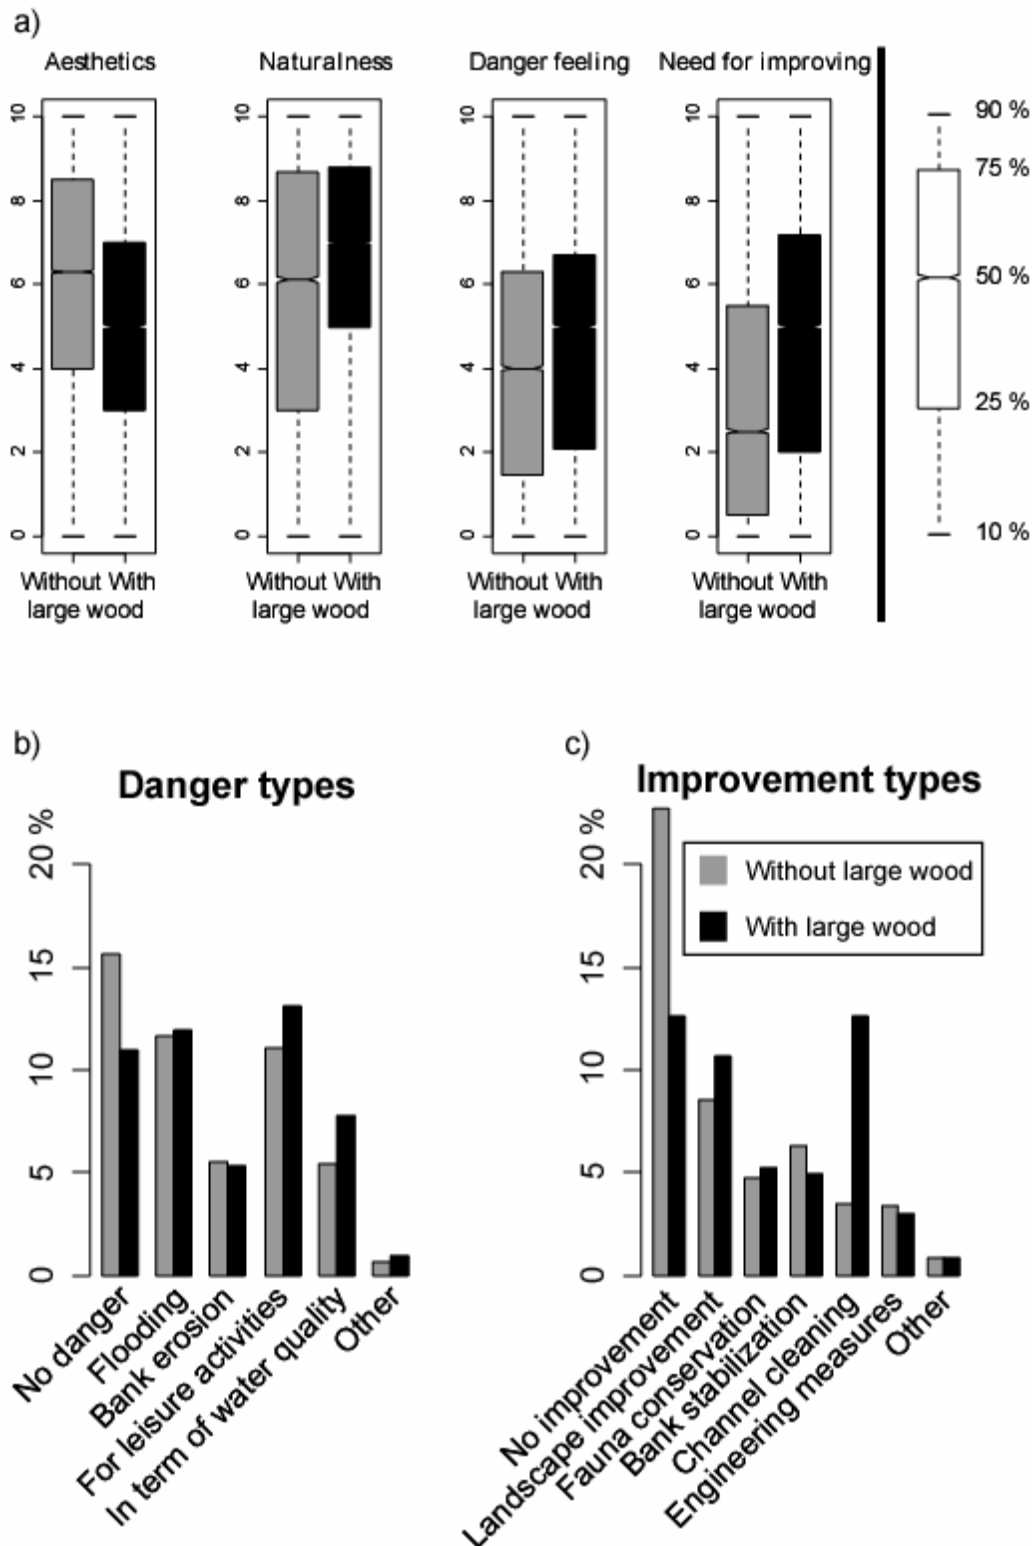 a)
Aesthetics
Naturalness
Danger feeling
Need for improving
10
8
6
4
2
0
Without With
large wood
10
8
6
4
2
0
Without With
large wood
10
8
6
4
2
0
Without With
large wood
10
8
6
4
2
0
Without With
large wood
90 %
75 %
50 %
25 %
10 %
b)
Danger types
20 %
15
10
5
0
No danger
Flooding
Bank erosion
For leisure activities
In term of water quality
Other
c)
Improvement types
20 %
15
10
5
0
Without large wood
With large wood
No improvement
Landscape improvement
Fauna conservation
Bank stabilization
Channel cleaning
Engineering measures
Other